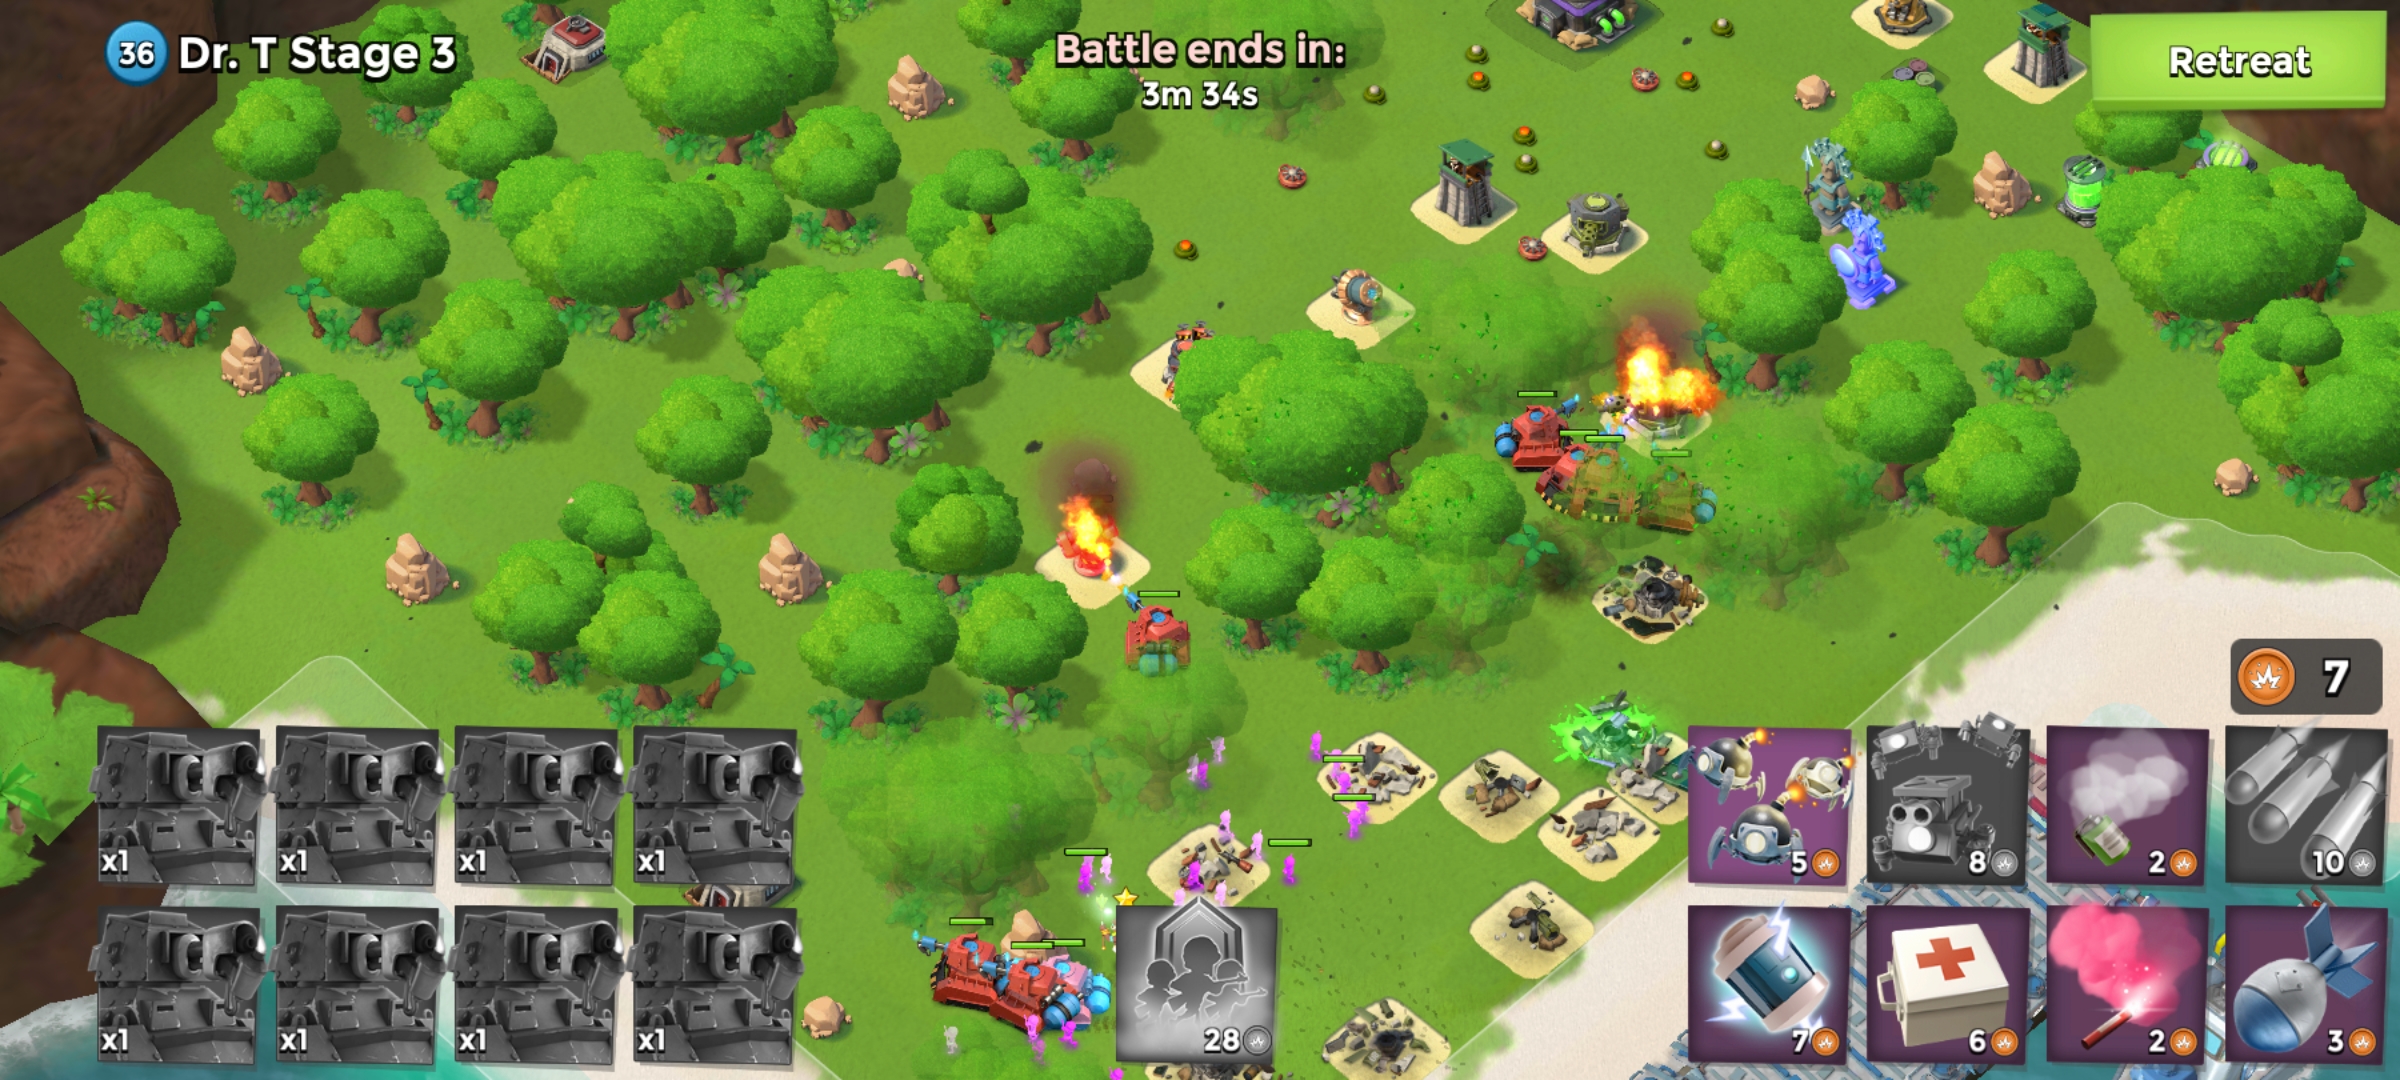 36 Dr. T Stage 3
Battle ends in:
3m 34s
Retreat
7
x1 x1 x1 x1
5 8 2 10
x1 x1 x1 x1
28
7 6 2 3